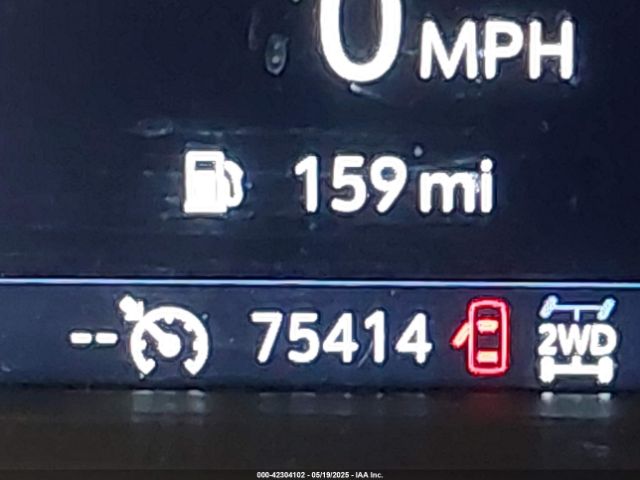 0 MPH
159 mi
-- 75414 2WD
000-42304102 - 05/19/2025 - IAA Inc.